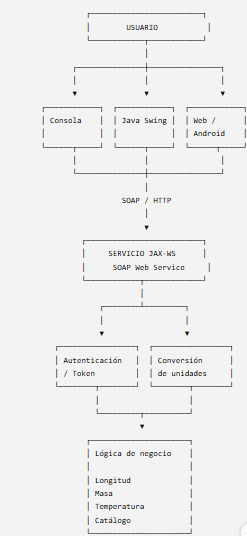 USUARIO
Consola
Java Swing
Web /
Android
SOAP / HTTP
SERVICIO JAX-WS
SOAP Web Service
Autenticación
/ Token
Conversión
de unidades
Lógica de negocio
Longitud
Masa
Temperatura
Catálogo